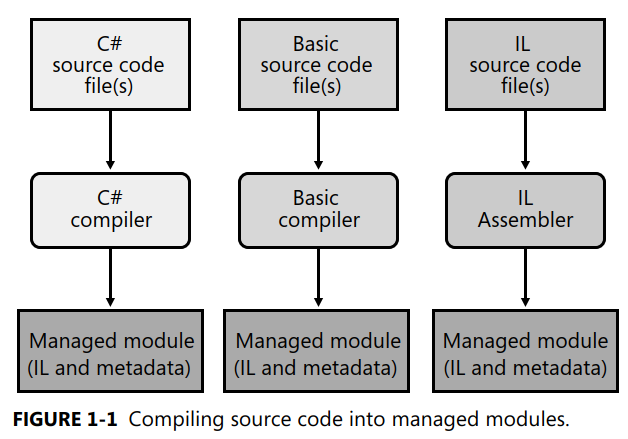 C#
source code
file(s)
Basic
source code
file(s)
IL
source code
file(s)
C#
compiler
Basic
compiler
IL
Assembler
Managed module
(IL and metadata)
Managed module
(IL and metadata)
Managed module
(IL and metadata)
FIGURE 1-1 Compiling source code into managed modules.